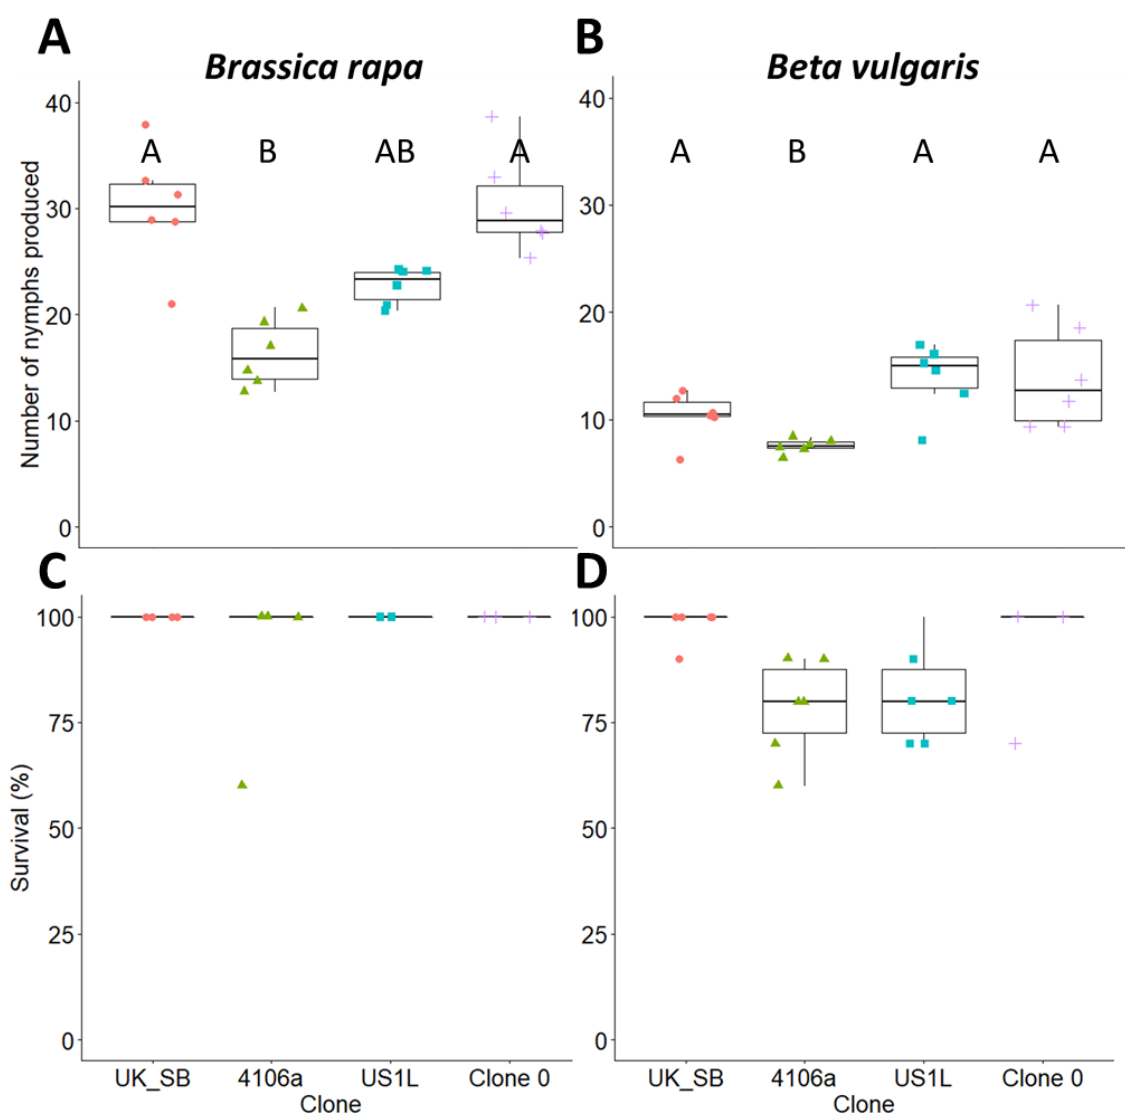 A
Brassica rapa
B
Beta vulgaris
Number of nymphs produced
40
30
20
10
0
A B AB A
40
30
20
10
0
A B A A
C
D
Survival (%)
100
75
50
25
0
100
75
50
25
0
UK_SB 4106a US1L Clone 0
Clone
UK_SB 4106a US1L Clone 0
Clone